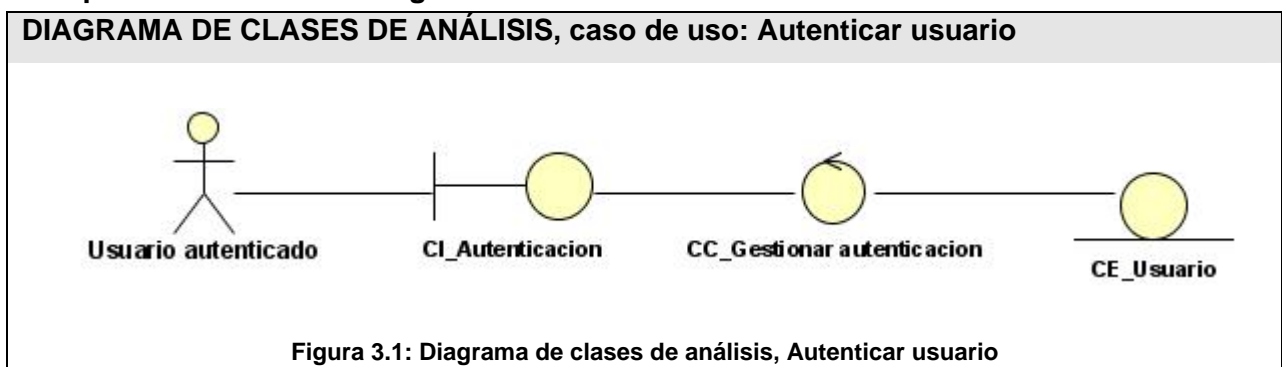 DIAGRAMA DE CLASES DE ANÁLISIS, caso de uso: Autenticar usuario
Usuario autenticado
CI_Autenticacion
CC_Gestionar autenticacion
CE_Usuario
Figura 3.1: Diagrama de clases de análisis, Autenticar usuario